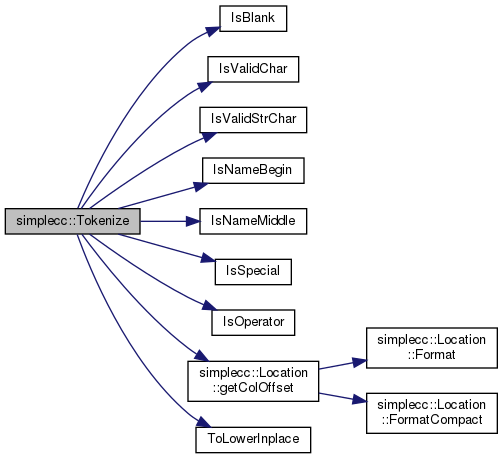 IsBlank
IsValidChar
IsValidStrChar
IsNameBegin
simplecc::Tokenize
IsNameMiddle
IsSpecial
IsOperator
simplecc::Location
::getColOffset
simplecc::Location
::Format
simplecc::Location
::FormatCompact
ToLowerInplace